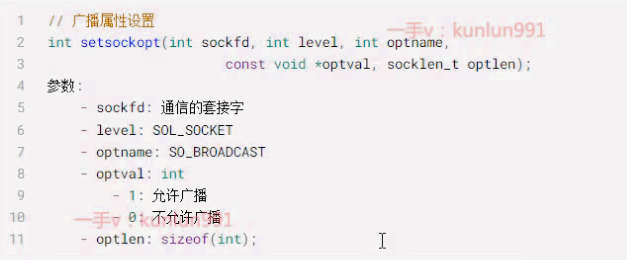 1 // 广播属性设置
一手v：kunlun991
2 int setsockopt(int sockfd, int level, int optname,
3 const void *optval, socklen_t optlen);
4 参数:
5 - sockfd: 通信的套接字
6 - level: SOL_SOCKET
7 - optname: SO_BROADCAST
8 - optval: int
9 - 1: 允许广播
10 - 0: 不允许广播
一手v：kunlun991
11 - optlen: sizeof(int);